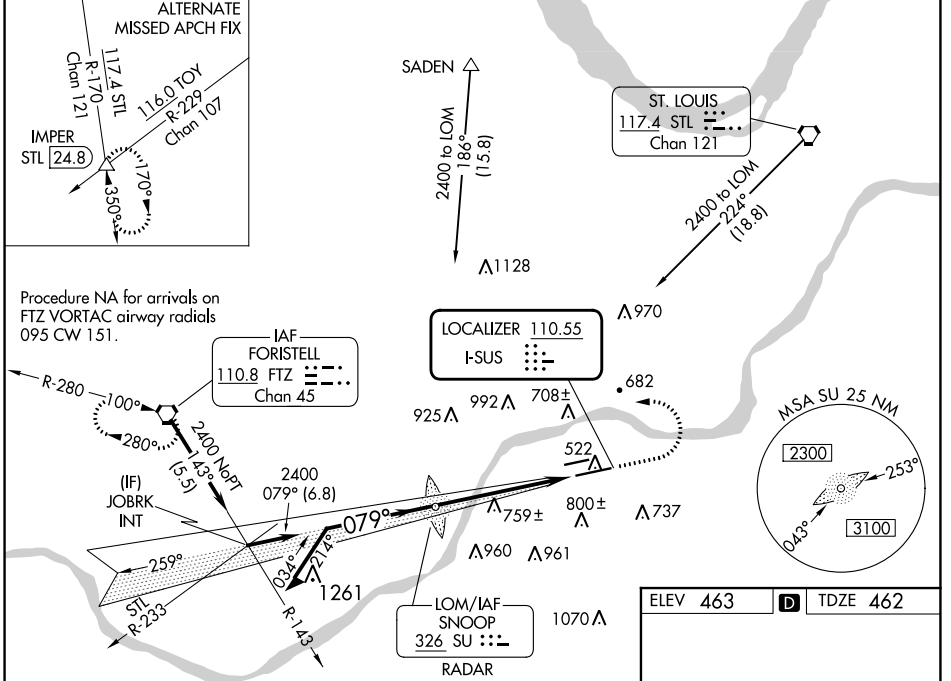 ALTERNATE
MISSED APCH FIX
117.4 STL
R-170
Chan 121
116.0 TOY
R-229
Chan 107
IMPER
STL 24.8
170°
350°
SADEN
2400 to LOM
186°
(15.8)
ST. LOUIS
117.4 STL
Chan 121
2400 to LOM
224°
(18.8)
1128
970
Procedure NA for arrivals on
FTZ VORTAC airway radials
095 CW 151.
IAF
FORISTELL
110.8 FTZ
Chan 45
LOCALIZER 110.55
I-SUS
R-280
100°
280°
2400 NoPT
143°
(5.5)
925
992
708±
682
522
MSA SU 25 NM
2300
253°
043°
3100
(IF)
JOBRK
INT
2400
079° (6.8)
079°
759±
800±
737
259°
034°
214°
1261
960
961
STL
R-233
R-143
LOM/IAF
SNOOP
326 SU
RADAR
1070
ELEV 463 D TDZE 462